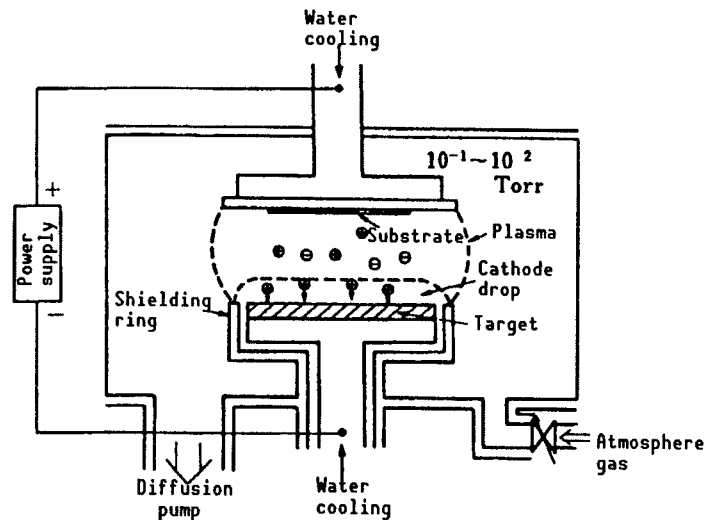 Water
cooling
10⁻¹~10 ²
Torr
+
Power
supply
−
Substrate
Plasma
Cathode
drop
Shielding
ring
Target
Atmosphere
gas
Diffusion
pump
Water
cooling